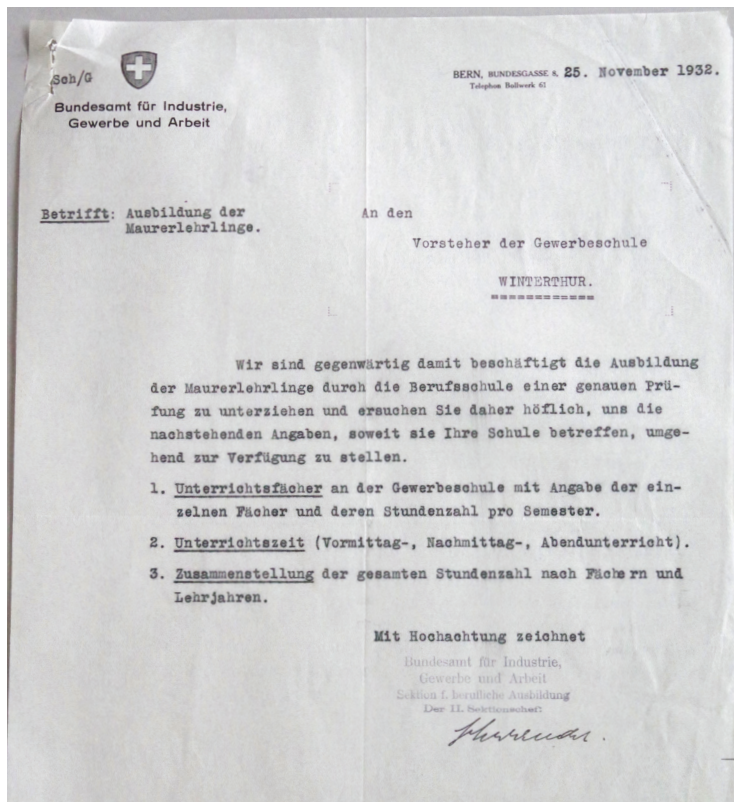 Sch/G
Bundesamt für Industrie,
Gewerbe und Arbeit
BERN, BUNDESGASSE 8. 25. November 1932.
Telephon Bollwerk 61
Betrifft: Ausbildung der
Maurerlehrlinge.
An den
Vorsteher der Gewerbeschule
WINTERTHUR.
Wir sind gegenwärtig damit beschäftigt die Ausbildung
der Maurerlehrlinge durch die Berufsschule einer genauen Prü-
fung zu unterziehen und ersuchen Sie daher höflich, uns die
nachstehenden Angaben, soweit sie Ihre Schule betreffen, umge-
hend zur Verfügung zu stellen.
1. Unterrichtsfächer an der Gewerbeschule mit Angabe der ein-
zelnen Fächer und deren Stundenzahl pro Semester.
2. Unterrichtszeit (Vormittag-, Nachmittag-, Abendunterricht).
3. Zusammenstellung der gesamten Stundenzahl nach Fächern und
Lehrjahren.
Mit Hochachtung zeichnet
Bundesamt für Industrie,
Gewerbe und Arbeit
Sektion f. berufliche Ausbildung
Der II. Sektionschef: